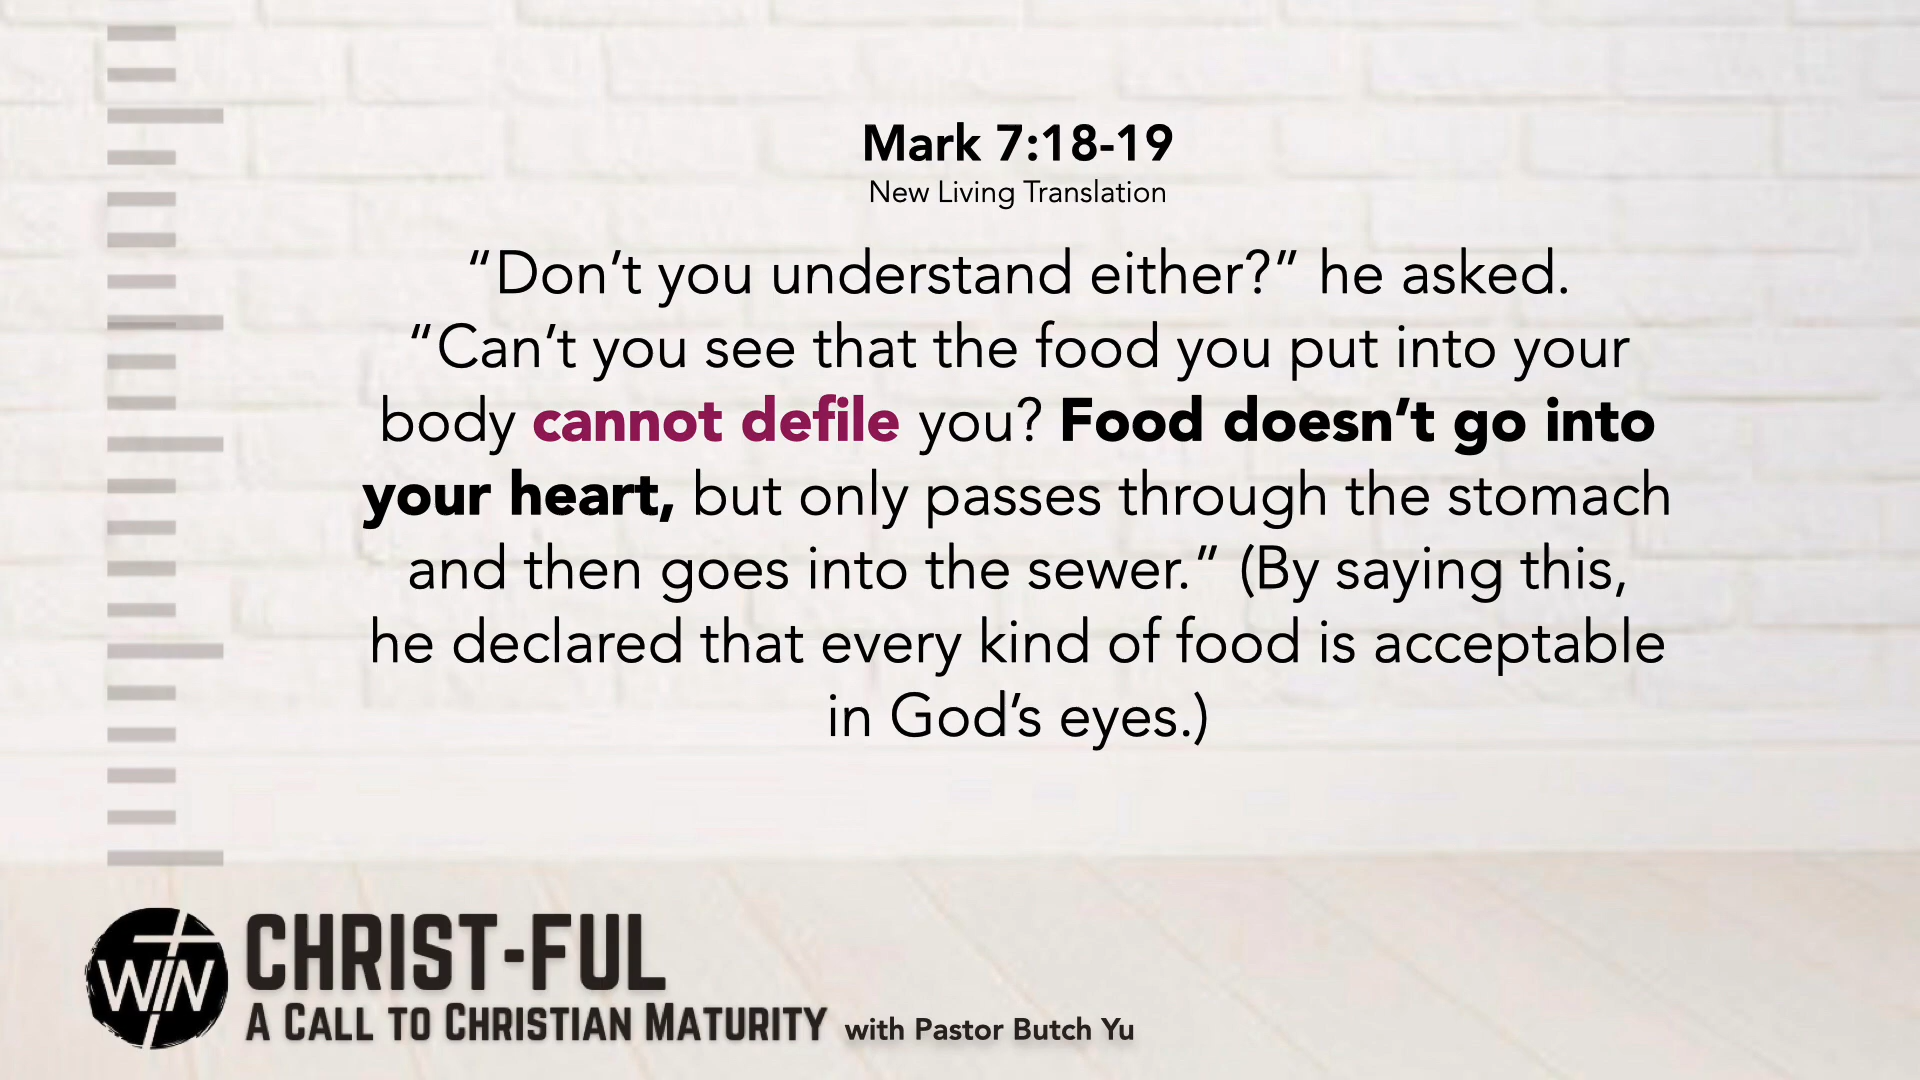 Mark 7:18-19
New Living Translation
“Don’t you understand either?” he asked.
“Can’t you see that the food you put into your
body cannot defile you? Food doesn’t go into
your heart, but only passes through the stomach
and then goes into the sewer.” (By saying this,
he declared that every kind of food is acceptable
in God’s eyes.)
WIN
CHRIST-FUL
A CALL TO CHRISTIAN MATURITY with Pastor Butch Yu